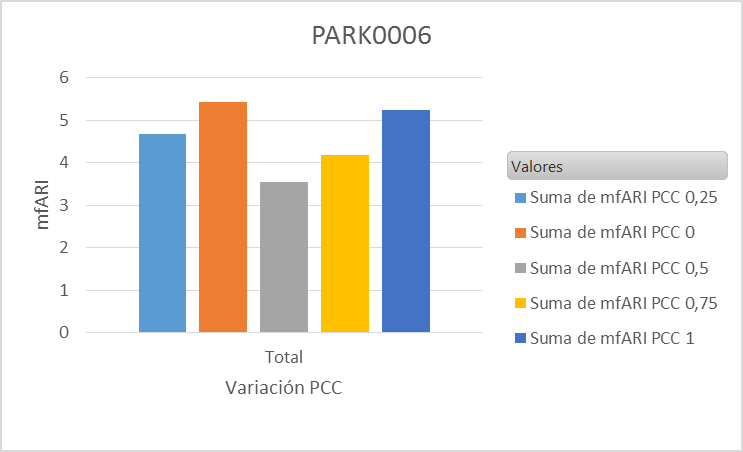 PARK0006
6
5
4
3
2
1
0
mfARI
Total
Variación PCC
Valores
Suma de mfARI PCC 0,25
Suma de mfARI PCC 0
Suma de mfARI PCC 0,5
Suma de mfARI PCC 0,75
Suma de mfARI PCC 1